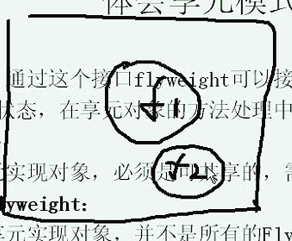 体会享元模式
通过这个接口flyweight可以接
状态，在享元对象的方法处理中
实现对象，必须是可共享的，需
yweight：
享元实现对象，并不是所有的Fly